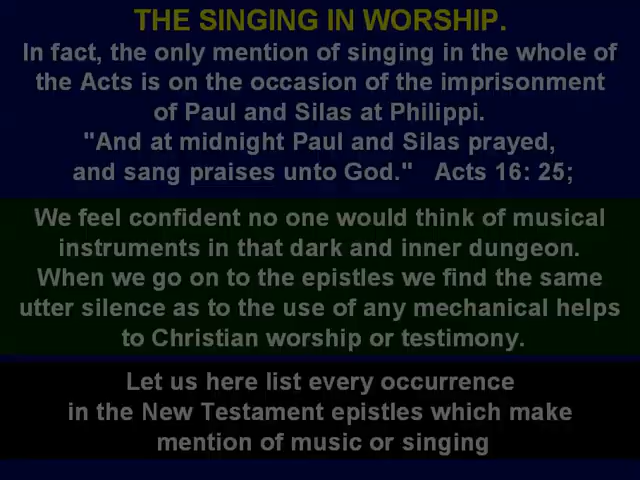 THE SINGING IN WORSHIP.
In fact, the only mention of singing in the whole of
the Acts is on the occasion of the imprisonment
of Paul and Silas at Philippi.
"And at midnight Paul and Silas prayed,
and sang praises unto God."   Acts 16: 25;
We feel confident no one would think of musical
instruments in that dark and inner dungeon.
When we go on to the epistles we find the same
utter silence as to the use of any mechanical helps
to Christian worship or testimony.
Let us here list every occurrence
in the New Testament epistles which make
mention of music or singing